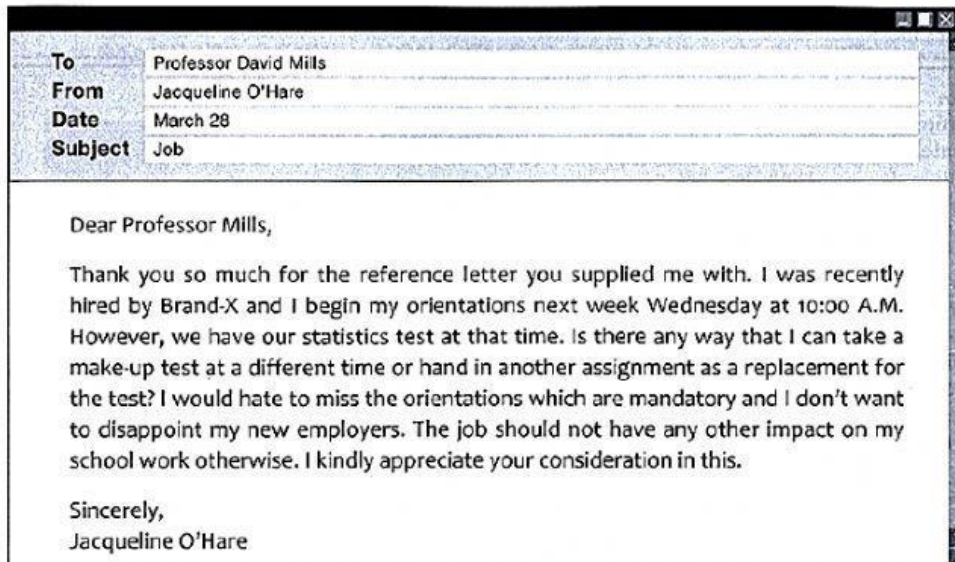 To Professor David Mills
From Jacqueline O'Hare
Date March 28
Subject Job
Dear Professor Mills,
Thank you so much for the reference letter you supplied me with. I was recently
hired by Brand-X and I begin my orientations next week Wednesday at 10:00 A.M.
However, we have our statistics test at that time. Is there any way that I can take a
make-up test at a different time or hand in another assignment as a replacement for
the test? I would hate to miss the orientations which are mandatory and I don't want
to disappoint my new employers. The job should not have any other impact on my
school work otherwise. I kindly appreciate your consideration in this.
Sincerely,
Jacqueline O'Hare